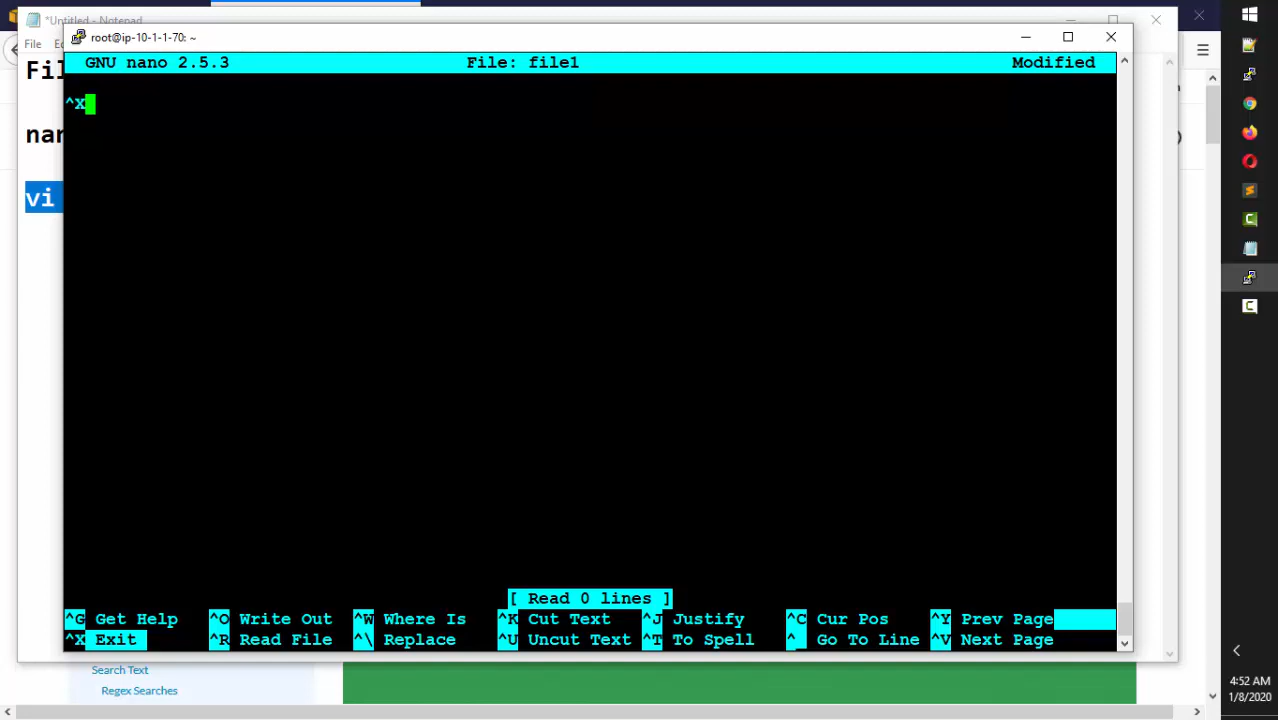 *Untitled - Notepad
root@ip-10-1-1-70: ~
File
GNU nano 2.5.3 File: file1 Modified
^X
vi
[ Read 0 lines ]
^G Get Help ^O Write Out ^W Where Is ^K Cut Text ^J Justify ^C Cur Pos ^Y Prev Page
^X Exit ^R Read File ^\ Replace ^U Uncut Text ^T To Spell ^_ Go To Line ^V Next Page
Search Text
Regex Searches
4:52 AM
1/8/2020